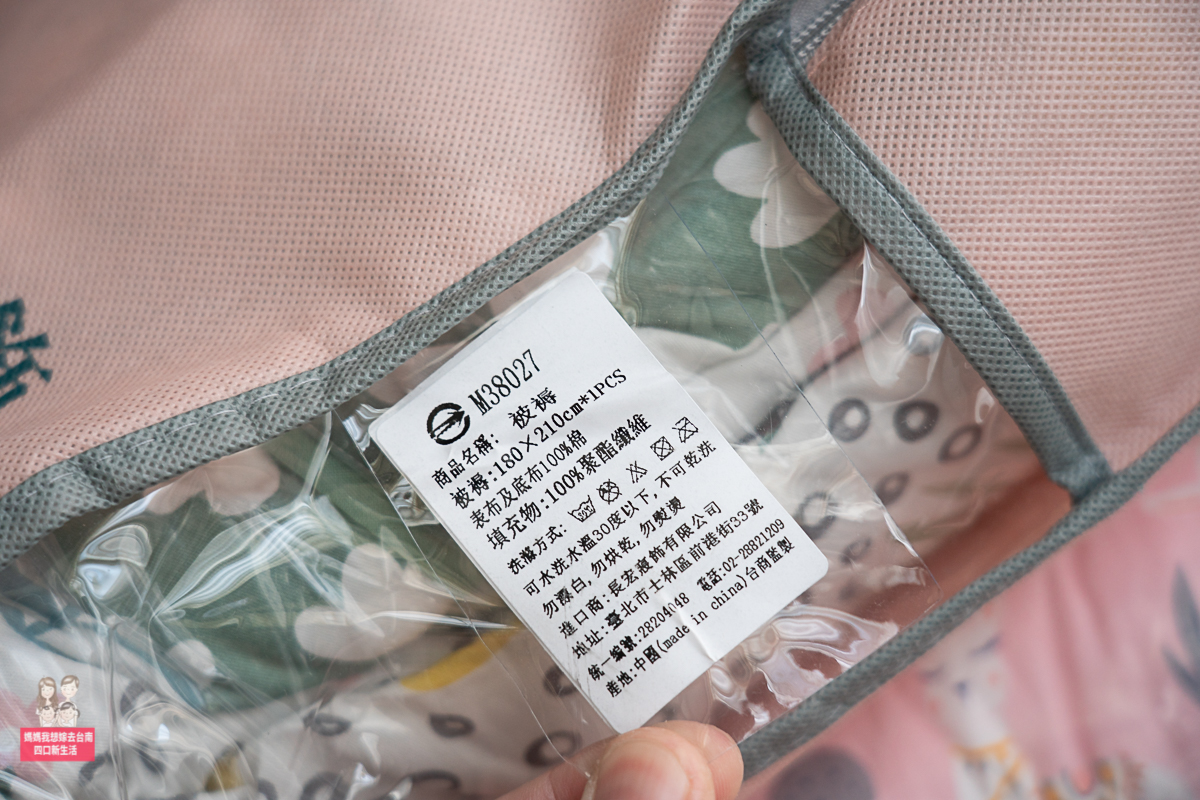 M38027
商品名稱: 被褥
被褥:180×210cm*1PCS
表布及底布100%棉
填充物:100%聚酯纖維
洗滌方式:
可水洗水溫30度以下,不可乾洗
勿漂白,勿烘乾,勿熨燙
進口商:長宏寢飾有限公司
地址:臺北市士林區前港街33號
統一編號:28204048 電話:02-28821209
產地:中國(made in china)台商監製
媽媽我想嫁去台南
四口新生活